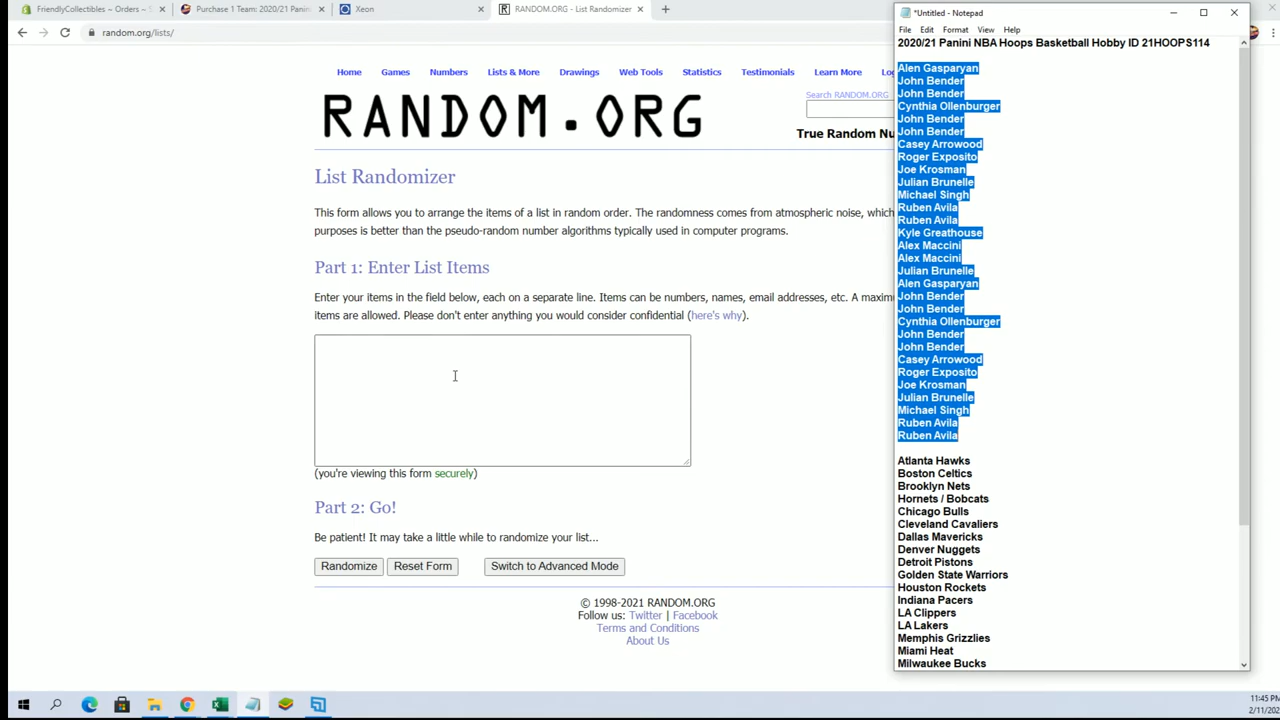 FriendlyCollectibles ~ Orders ~ S
Purchase 1 Team: 2020/21 Panini
Xeon
RANDOM.ORG - List Randomizer
random.org/lists/
Home Games Numbers Lists & More Drawings Web Tools Statistics Testimonials Learn More Lo
Search RANDOM.ORG
RANDOM.ORG
True Random Nu
List Randomizer
This form allows you to arrange the items of a list in random order. The randomness comes from atmospheric noise, which
purposes is better than the pseudo-random number algorithms typically used in computer programs.
Part 1: Enter List Items
Enter your items in the field below, each on a separate line. Items can be numbers, names, email addresses, etc. A maximu
items are allowed. Please don't enter anything you would consider confidential (here's why).
(you're viewing this form securely)
Part 2: Go!
Be patient! It may take a little while to randomize your list...
Randomize Reset Form Switch to Advanced Mode
© 1998-2021 RANDOM.ORG
Follow us: Twitter | Facebook
Terms and Conditions
About Us
*Untitled - Notepad
File Edit Format View Help
2020/21 Panini NBA Hoops Basketball Hobby ID 21HOOPS114
Alen Gasparyan
John Bender
John Bender
Cynthia Ollenburger
John Bender
John Bender
Casey Arrowood
Roger Exposito
Joe Krosman
Julian Brunelle
Michael Singh
Ruben Avila
Ruben Avila
Kyle Greathouse
Alex Maccini
Alex Maccini
Julian Brunelle
Alen Gasparyan
John Bender
John Bender
Cynthia Ollenburger
John Bender
John Bender
Casey Arrowood
Roger Exposito
Joe Krosman
Julian Brunelle
Michael Singh
Ruben Avila
Ruben Avila
Atlanta Hawks
Boston Celtics
Brooklyn Nets
Hornets / Bobcats
Chicago Bulls
Cleveland Cavaliers
Dallas Mavericks
Denver Nuggets
Detroit Pistons
Golden State Warriors
Houston Rockets
Indiana Pacers
LA Clippers
LA Lakers
Memphis Grizzlies
Miami Heat
Milwaukee Bucks
11:45 PM
2/11/202